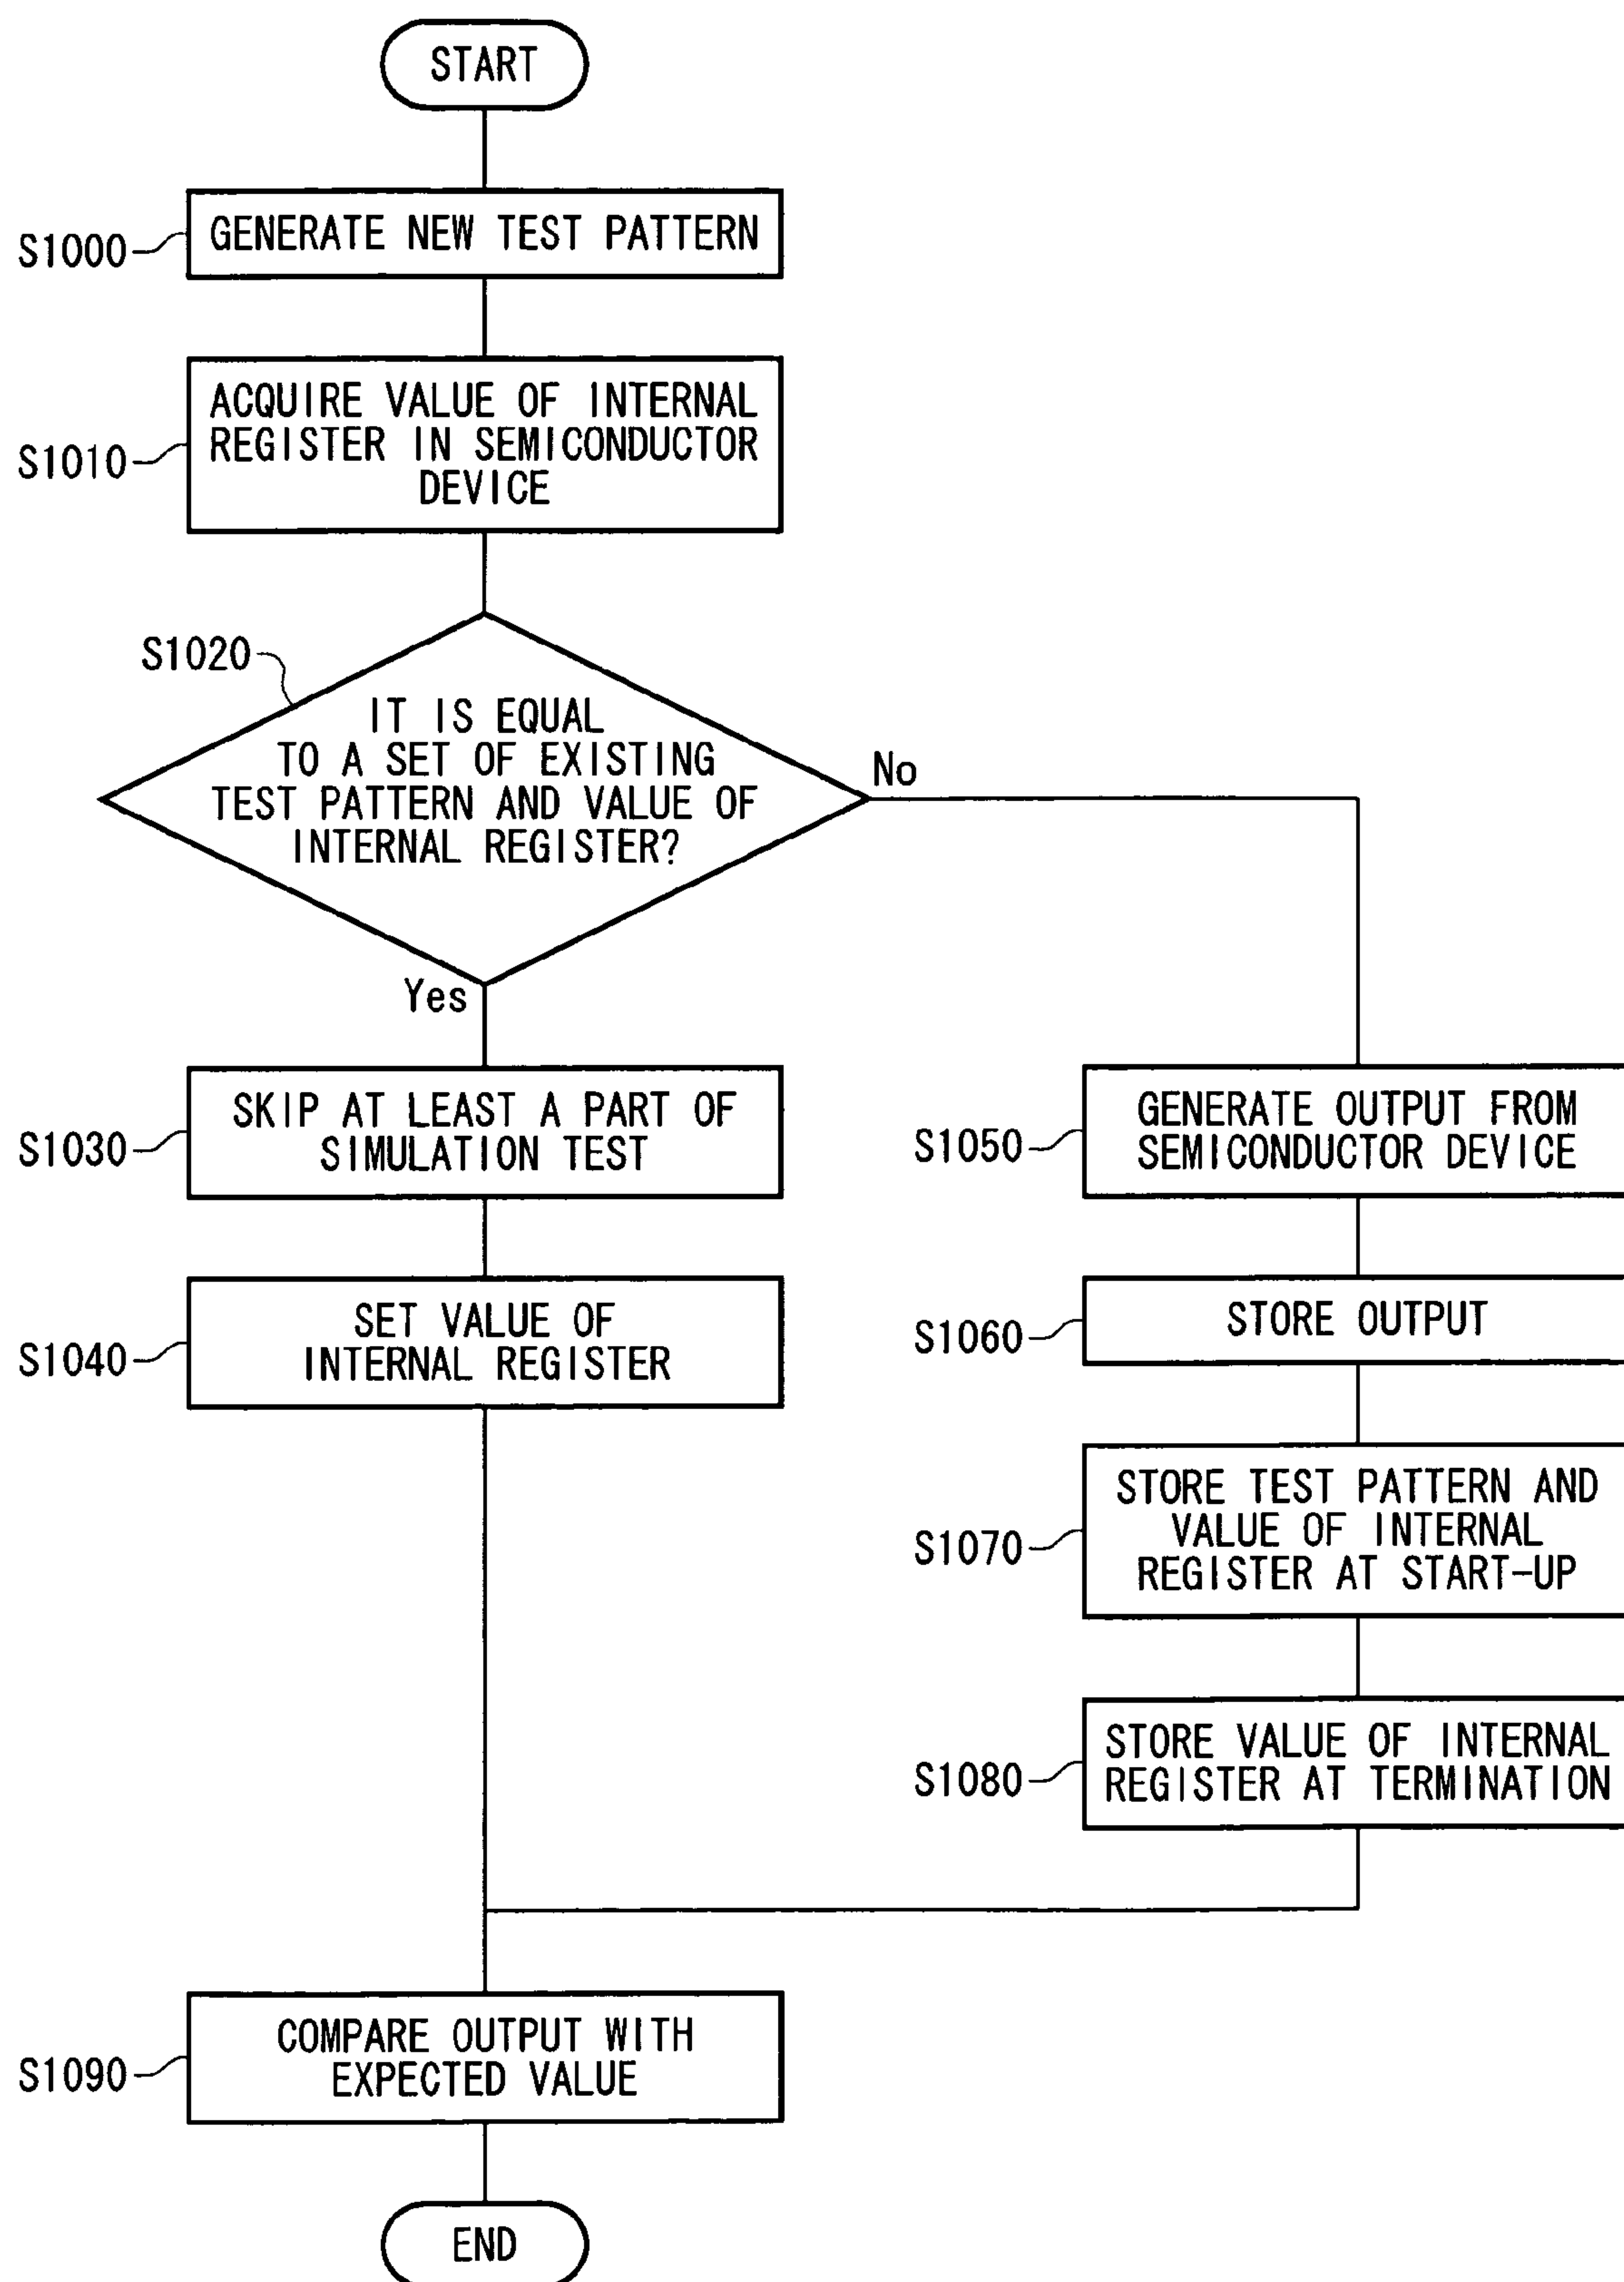 START
S1000
GENERATE NEW TEST PATTERN
S1010
ACQUIRE VALUE OF INTERNAL
REGISTER IN SEMICONDUCTOR
DEVICE
S1020
IT IS EQUAL
TO A SET OF EXISTING
TEST PATTERN AND VALUE OF
INTERNAL REGISTER?
No
Yes
S1030
SKIP AT LEAST A PART OF
SIMULATION TEST
S1040
SET VALUE OF
INTERNAL REGISTER
S1050
GENERATE OUTPUT FROM
SEMICONDUCTOR DEVICE
S1060
STORE OUTPUT
S1070
STORE TEST PATTERN AND
VALUE OF INTERNAL
REGISTER AT START-UP
S1080
STORE VALUE OF INTERNAL
REGISTER AT TERMINATION
S1090
COMPARE OUTPUT WITH
EXPECTED VALUE
END